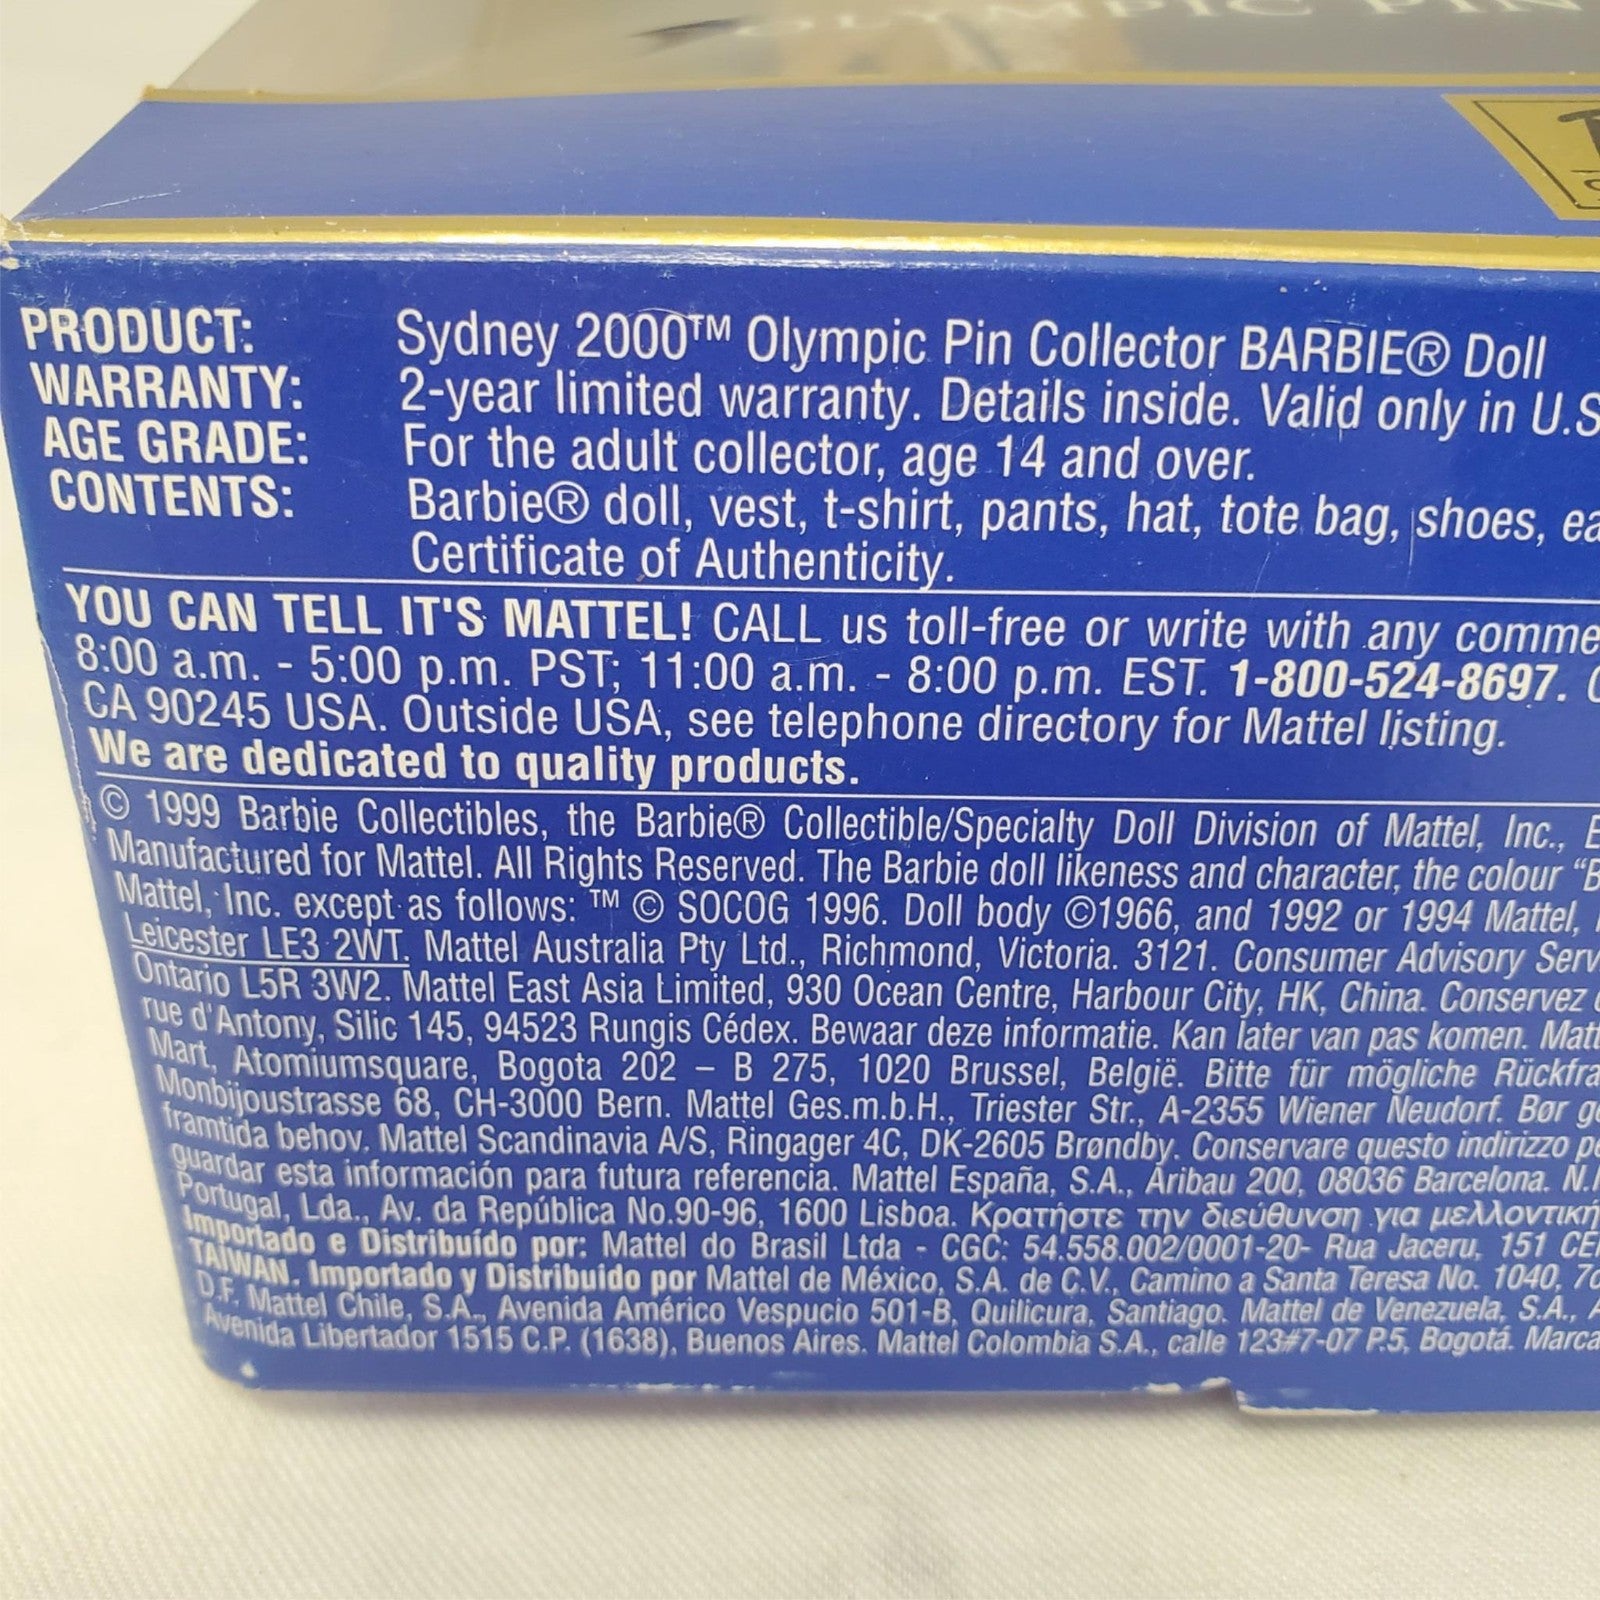 OLYMPIC PIN
PRODUCT: Sydney 2000™ Olympic Pin Collector BARBIE® Doll
WARRANTY: 2-year limited warranty. Details inside. Valid only in U.S
AGE GRADE: For the adult collector, age 14 and over.
CONTENTS: Barbie® doll, vest, t-shirt, pants, hat, tote bag, shoes, ea
Certificate of Authenticity.
YOU CAN TELL IT'S MATTEL! CALL us toll-free or write with any comme
8:00 a.m. - 5:00 p.m. PST; 11:00 a.m. - 8:00 p.m. EST. 1-800-524-8697.
CA 90245 USA. Outside USA, see telephone directory for Mattel listing.
We are dedicated to quality products.
© 1999 Barbie Collectibles, the Barbie® Collectible/Specialty Doll Division of Mattel, Inc., E
Manufactured for Mattel. All Rights Reserved. The Barbie doll likeness and character, the colour “B
Mattel, Inc. except as follows: ™ © SOCOG 1996. Doll body ©1966, and 1992 or 1994 Mattel,
Leicester LE3 2WT. Mattel Australia Pty Ltd., Richmond, Victoria. 3121. Consumer Advisory Serv
Ontario L5R 3W2. Mattel East Asia Limited, 930 Ocean Centre, Harbour City, HK, China. Conservez
rue d'Antony, Silic 145, 94523 Rungis Cédex. Bewaar deze informatie. Kan later van pas komen. Matt
Mart, Atomiumsquare, Bogota 202 – B 275, 1020 Brussel, België. Bitte für mögliche Rückfra
Monbijoustrasse 68, CH-3000 Bern. Mattel Ges.m.b.H., Triester Str., A-2355 Wiener Neudorf. Bør ge
framtida behov. Mattel Scandinavia A/S, Ringager 4C, DK-2605 Brøndby. Conservare questo indirizzo pe
guardar esta información para futura referencia. Mattel España, S.A., Aribau 200, 08036 Barcelona. N.I
Portugal, Lda., Av. da República No.90-96, 1600 Lisboa. Κρατήστε την διεύθυνση για μελλοντική
Importado e Distribuído por: Mattel do Brasil Ltda - CGC: 54.558.002/0001-20- Rua Jaceru, 151 CE
TAIWAN. Importado y Distribuido por Mattel de México, S.A. de C.V., Camino a Santa Teresa No. 1040, 7o
D.F. Mattel Chile, S.A., Avenida Américo Vespucio 501-B, Quilicura, Santiago. Mattel de Venezuela, S.A., A
Avenida Libertador 1515 C.P. (1638), Buenos Aires. Mattel Colombia S.A., calle 123#7-07 P.5, Bogotá. Marca